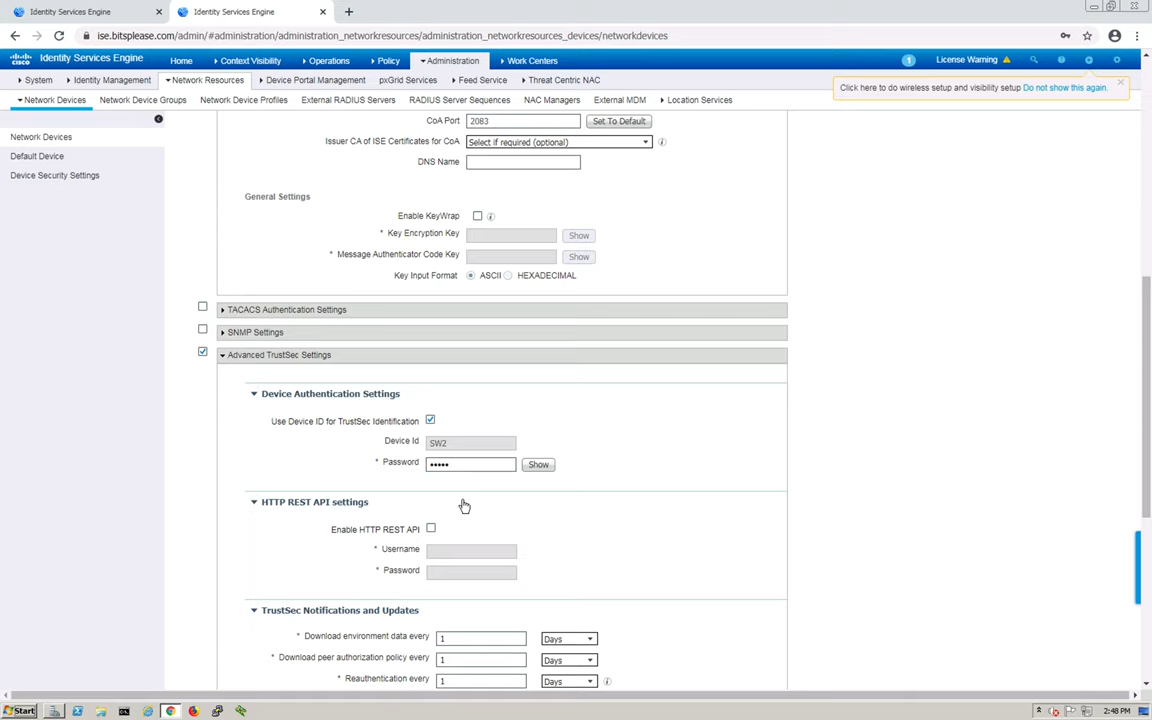 Identity Services Engine
Identity Services Engine
ise.bitsplease.com/admin/#administration/administration_networkresources/administration_networkresources_devices/networkdevices
CISCO Identity Services Engine Home Context Visibility Operations Policy Administration Work Centers 1 License Warning
System Identity Management Network Resources Device Portal Management pxGrid Services Feed Service Threat Centric NAC
Click here to do wireless setup and visibility setup Do not show this again.
Network Devices Network Device Groups Network Device Profiles External RADIUS Servers RADIUS Server Sequences NAC Managers External MDM Location Services
Network Devices
Default Device
Device Security Settings
CoA Port 2083 Set To Default
Issuer CA of ISE Certificates for CoA Select if required (optional)
DNS Name
General Settings
Enable KeyWrap
* Key Encryption Key Show
* Message Authenticator Code Key Show
Key Input Format ASCII HEXADECIMAL
TACACS Authentication Settings
SNMP Settings
Advanced TrustSec Settings
Device Authentication Settings
Use Device ID for TrustSec Identification
Device Id SW2
* Password ••••• Show
HTTP REST API settings
Enable HTTP REST API
* Username
* Password
TrustSec Notifications and Updates
* Download environment data every 1 Days
* Download peer authorization policy every 1 Days
* Reauthentication every 1 Days
Start 2:48 PM